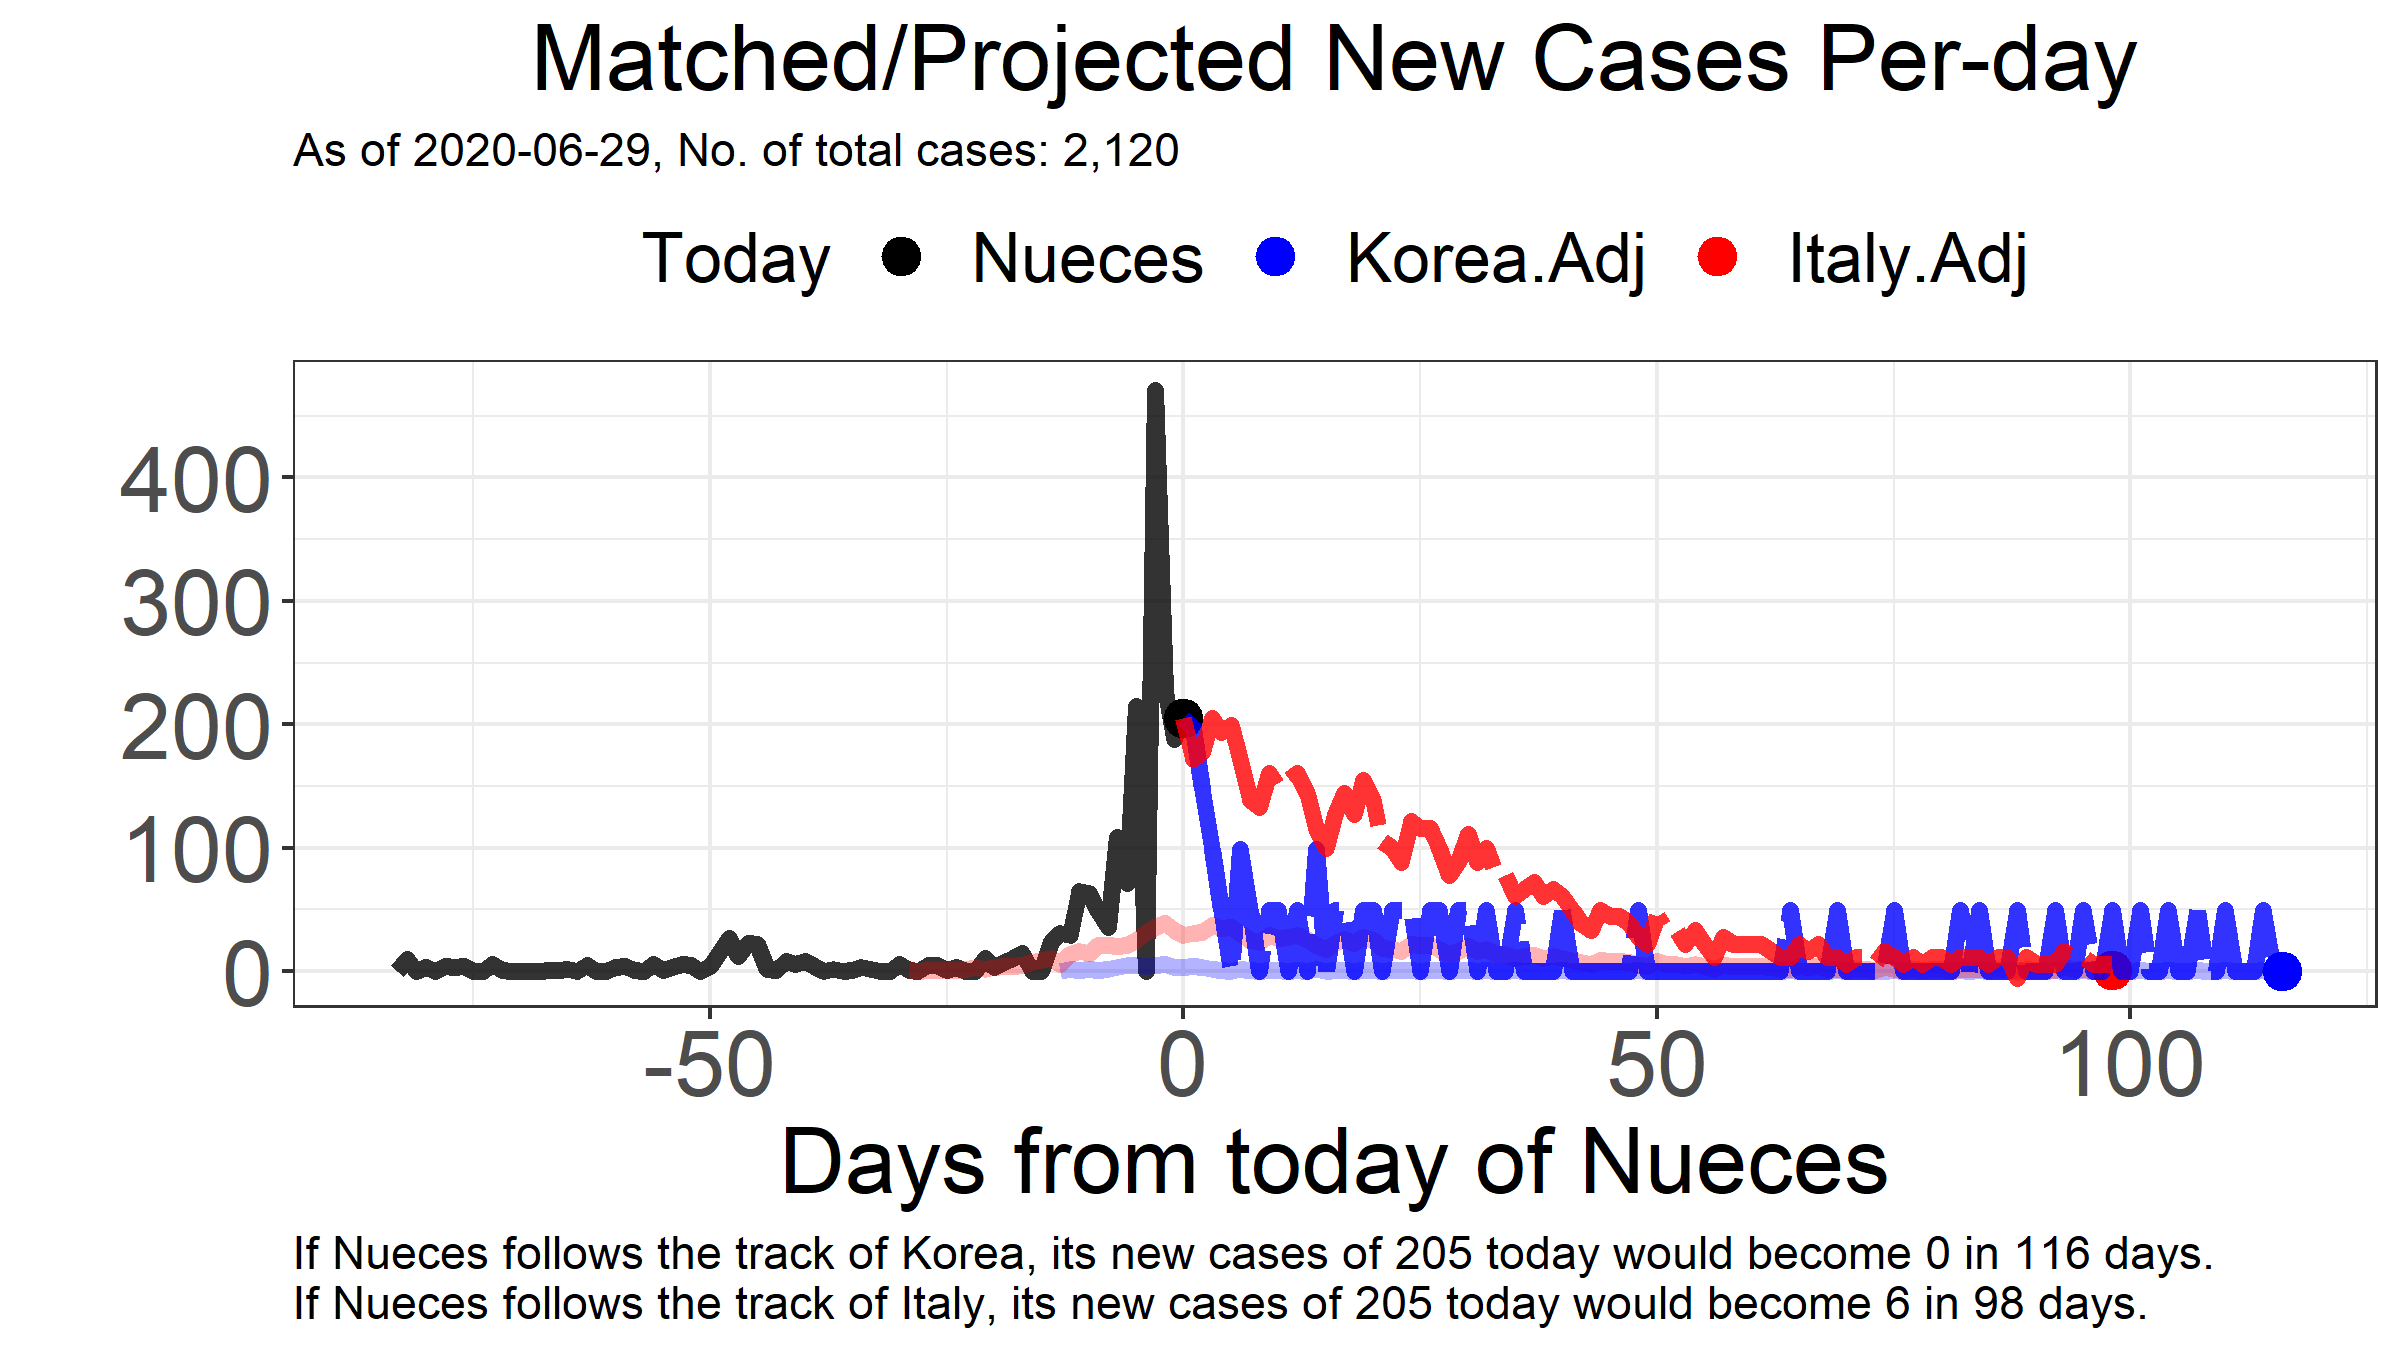 Matched/Projected New Cases Per-day
As of 2020-06-29, No. of total cases: 2,120
Today Nueces Korea.Adj Italy.Adj
400
300
200
100
0
-50 0 50 100
Days from today of Nueces
If Nueces follows the track of Korea, its new cases of 205 today would become 0 in 116 days.
If Nueces follows the track of Italy, its new cases of 205 today would become 6 in 98 days.